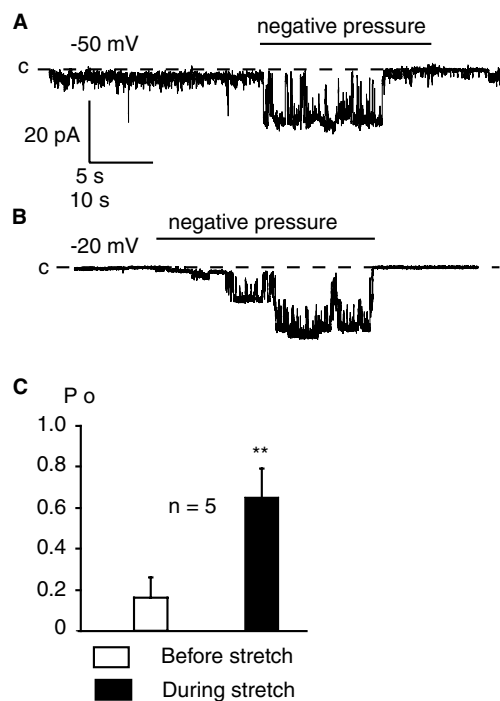 A
negative pressure
-50 mV
c
20 pA
5 s
10 s
B
negative pressure
-20 mV
c
C
P o
1.0
0.8
**
0.6
n = 5
0.4
0.2
0
Before stretch
During stretch